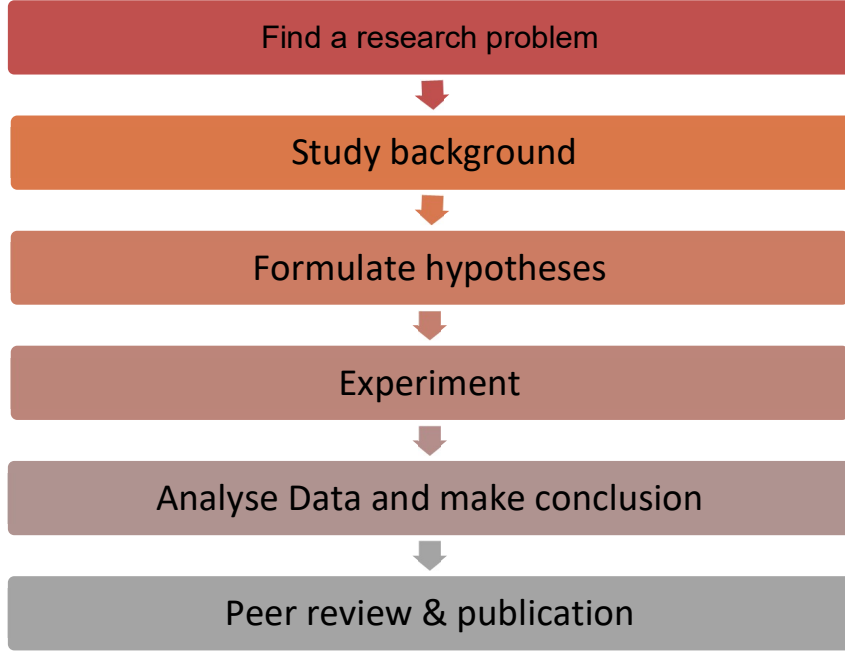 Find a research problem
Study background
Formulate hypotheses
Experiment
Analyse Data and make conclusion
Peer review & publication